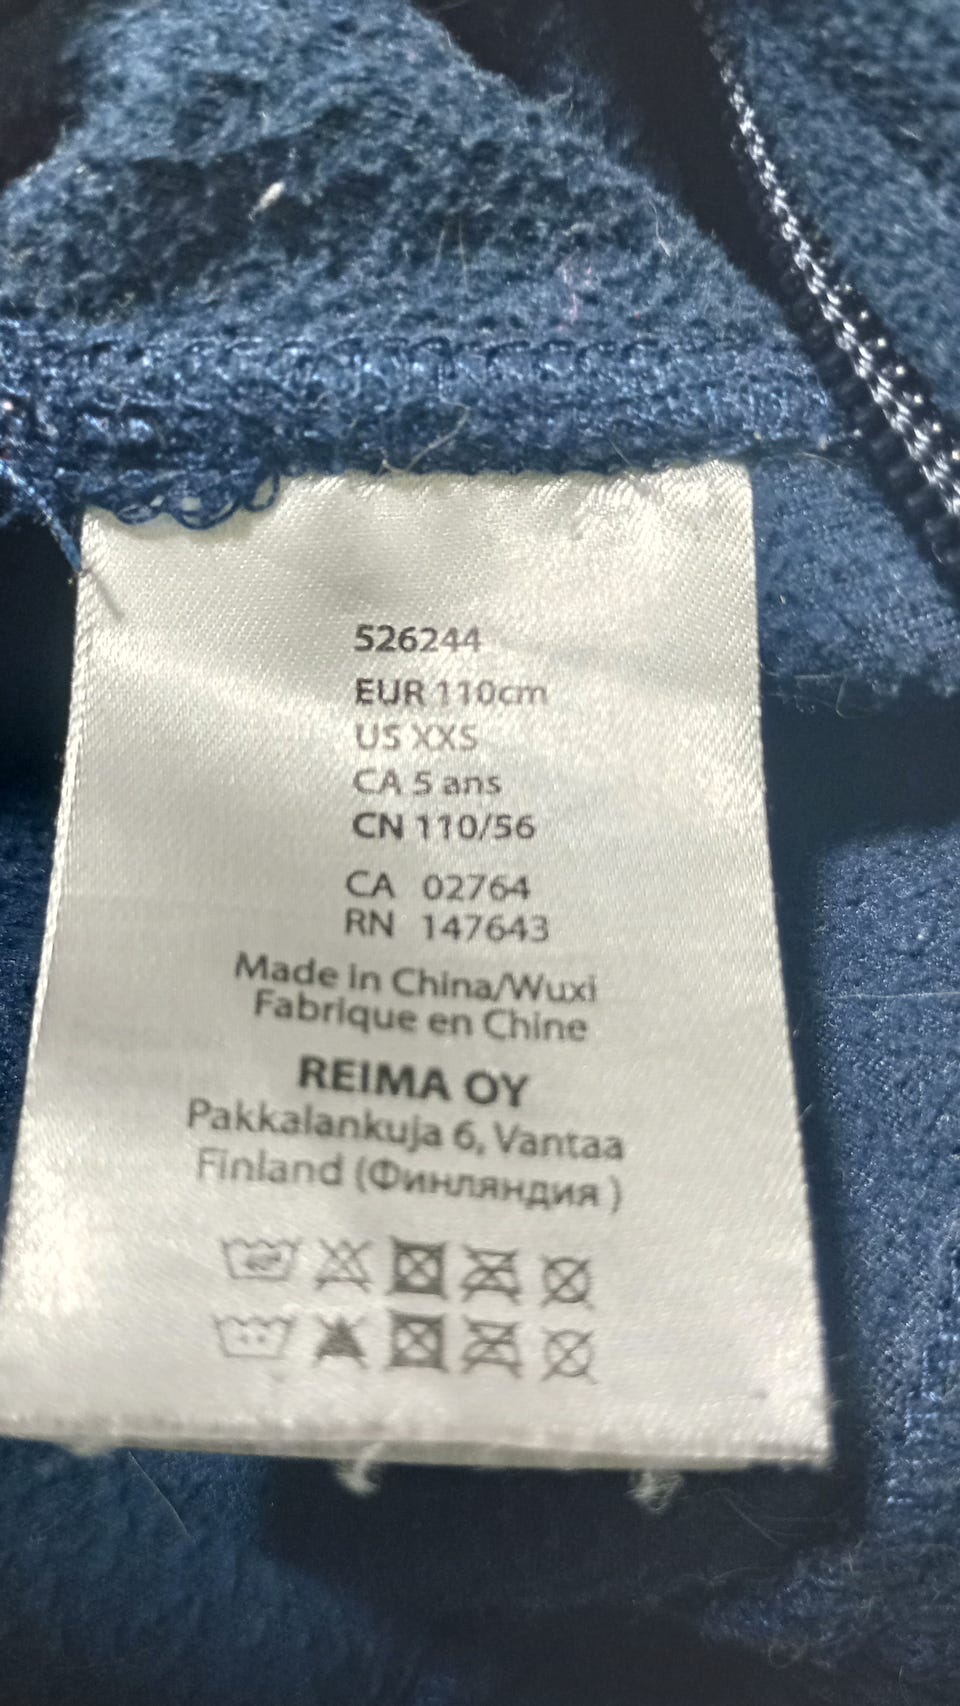 526244
EUR 110cm
US XXS
CA 5 ans
CN 110/56
CA 02764
RN 147643
Made in China/Wuxi
Fabrique en Chine
REIMA OY
Pakkalankuja 6, Vantaa
Finland (Финляндия )